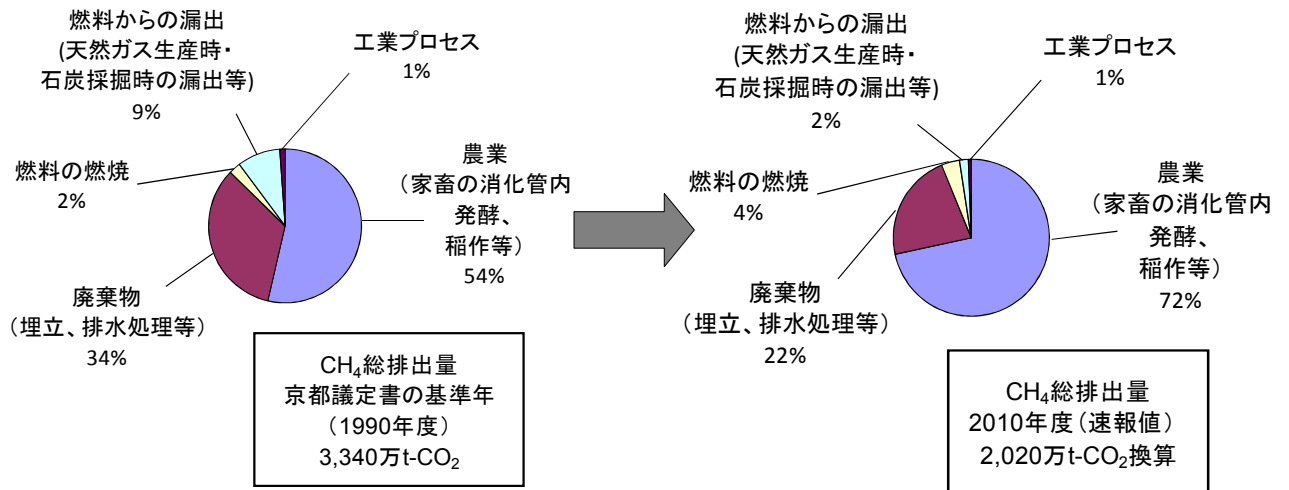 燃料からの漏出
(天然ガス生産時・
石炭採掘時の漏出等)
9%
工業プロセス
1%
燃料の燃焼
2%
農業
（家畜の消化管内
発酵、
稲作等）
54%
廃棄物
（埋立、排水処理等）
34%
CH₄総排出量
京都議定書の基準年
（1990年度）
3,340万t-CO₂
燃料からの漏出
(天然ガス生産時・
石炭採掘時の漏出等)
2%
工業プロセス
1%
燃料の燃焼
4%
農業
（家畜の消化管内
発酵、
稲作等）
72%
廃棄物
（埋立、排水処理等）
22%
CH₄総排出量
2010年度（速報値）
2,020万t-CO₂換算